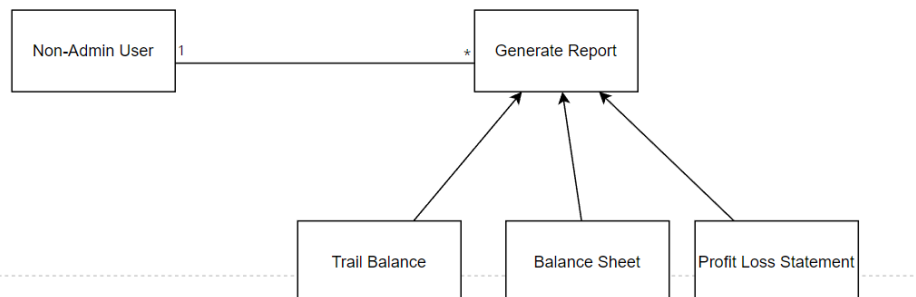 Non-Admin User
1
*
Generate Report
Trail Balance
Balance Sheet
Profit Loss Statement